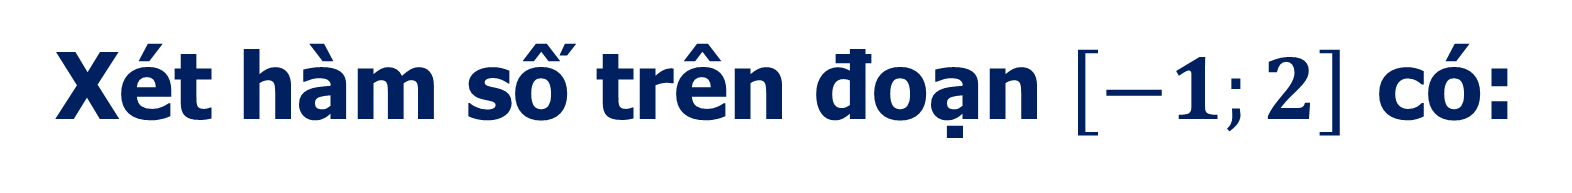 Xét hàm số trên đoạn [−1; 2] có: